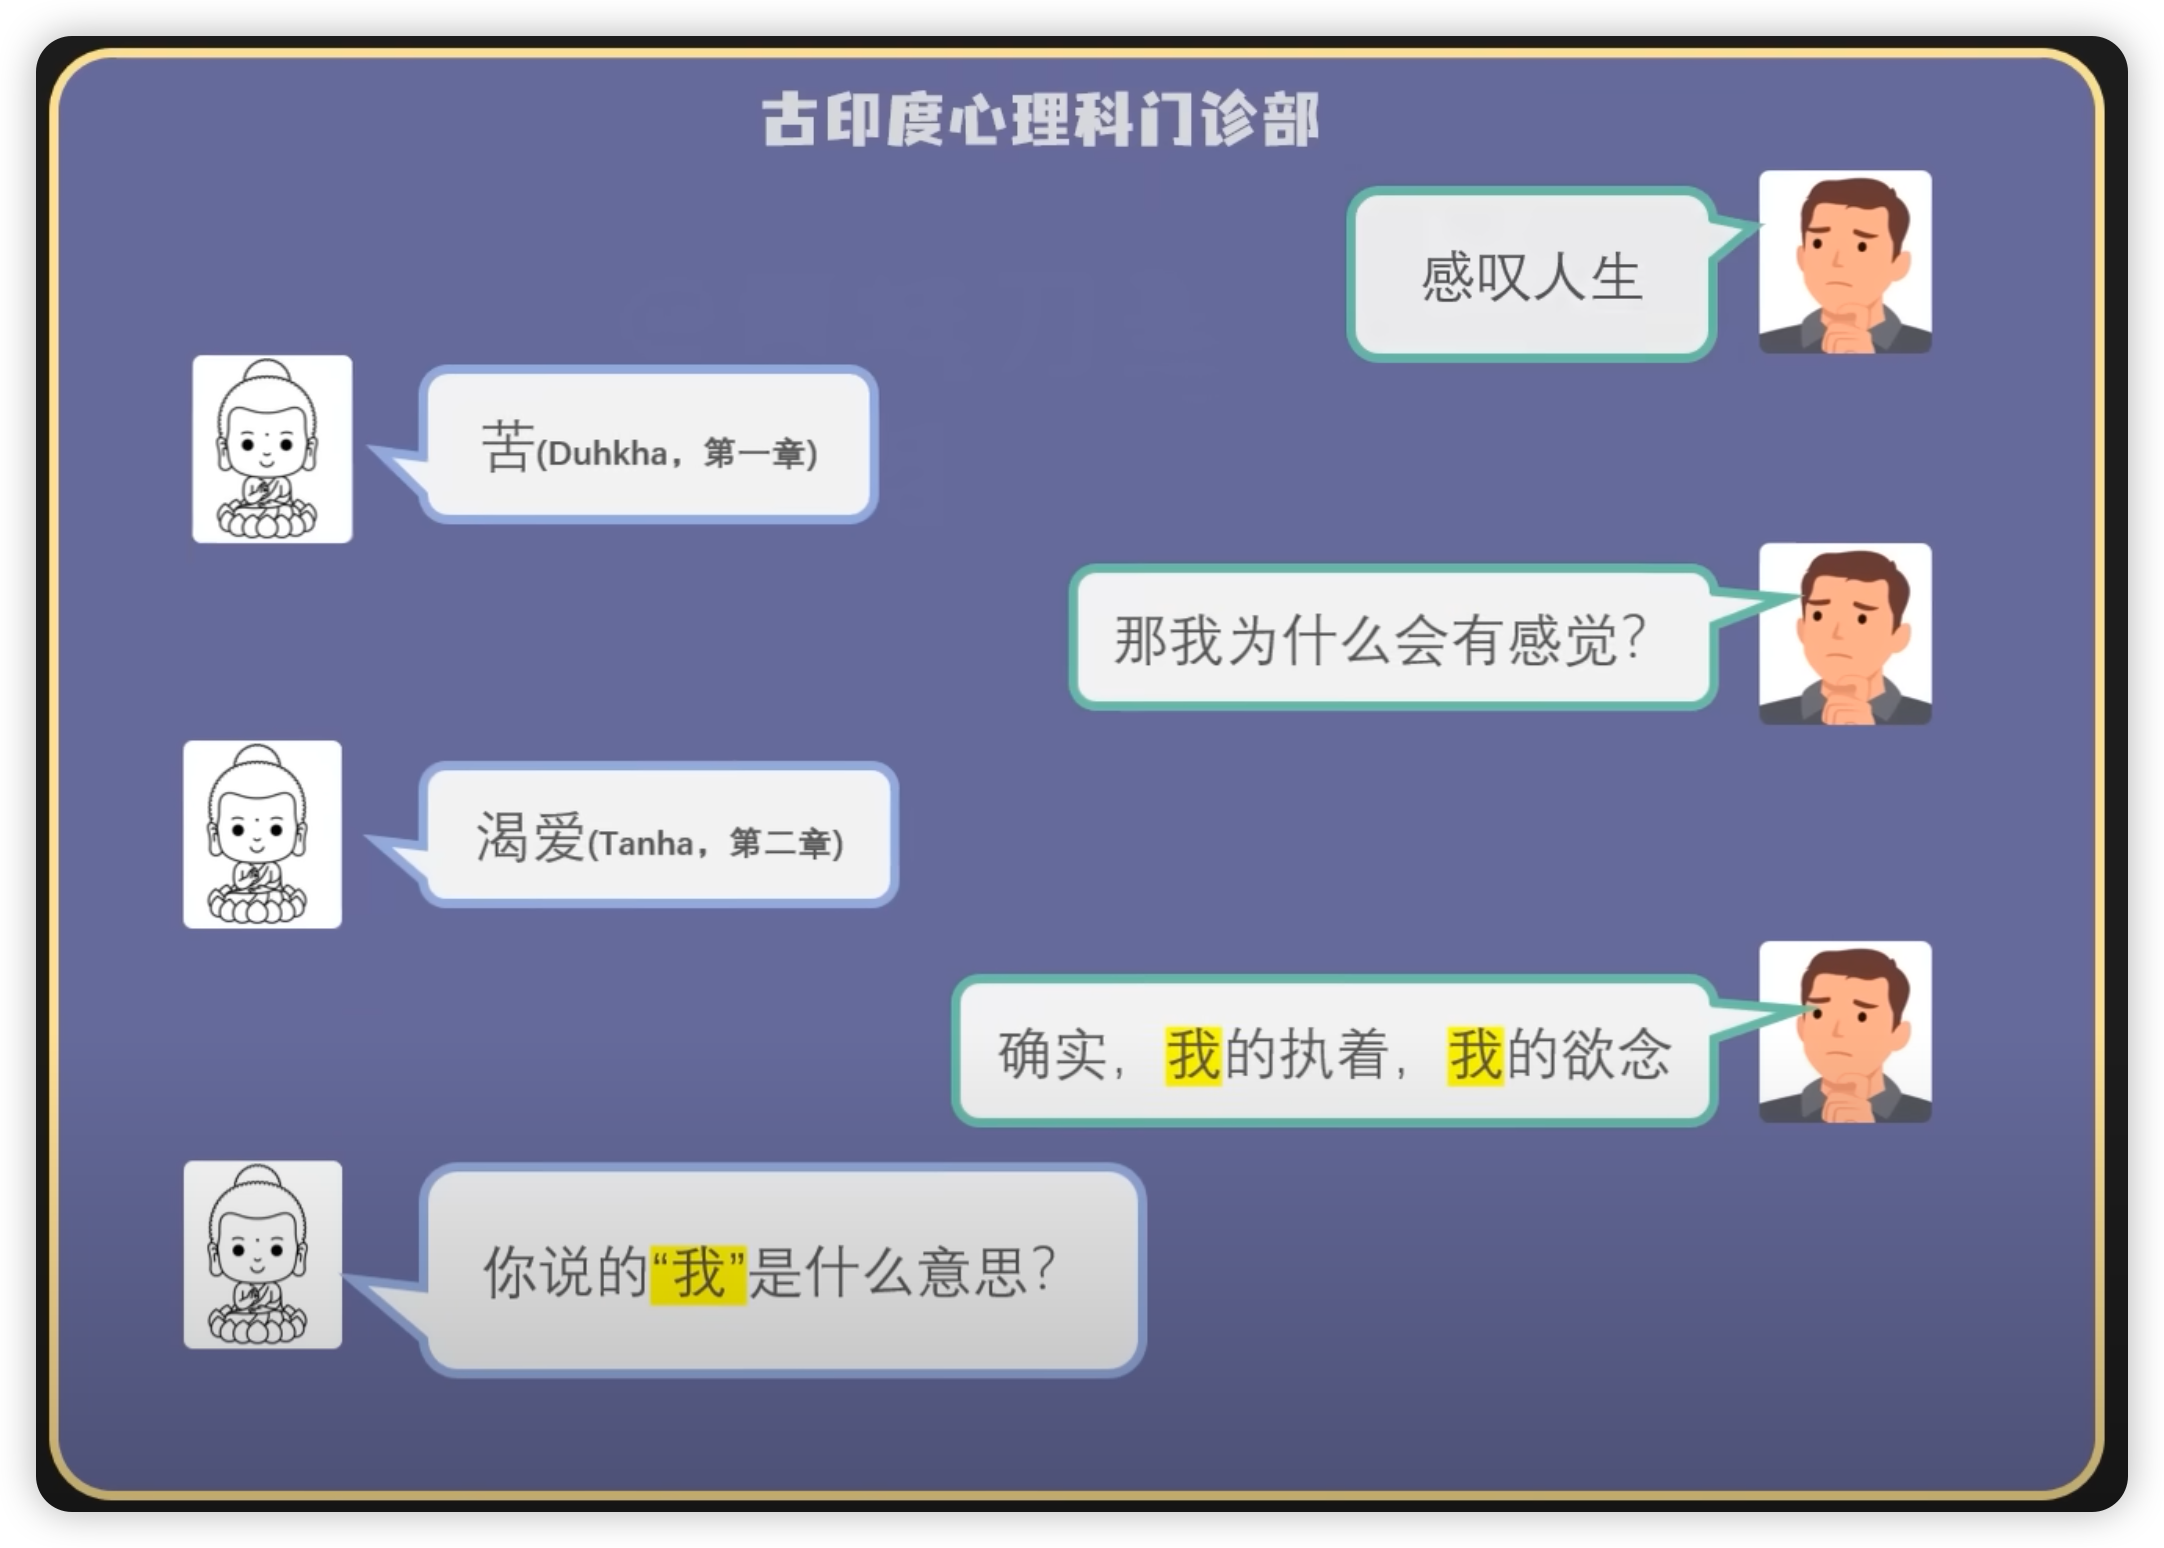 古印度心理科门诊部
感叹人生
苦(Duhkha，第一章)
那我为什么会有感觉？
渴爱(Tanha，第二章)
确实，我的执着，我的欲念
你说的“我”是什么意思？